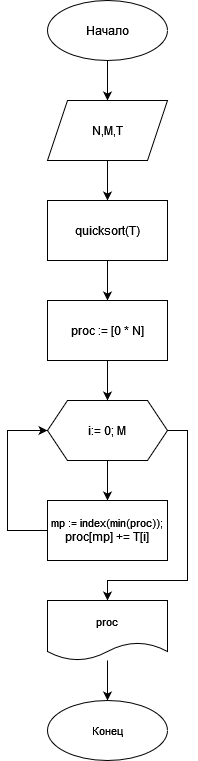 Начало
N,M,T
quicksort(T)
proc := [0 * N]
i:= 0; M
mp := index(min(proc));
proc[mp] += T[i]
proc
Конец